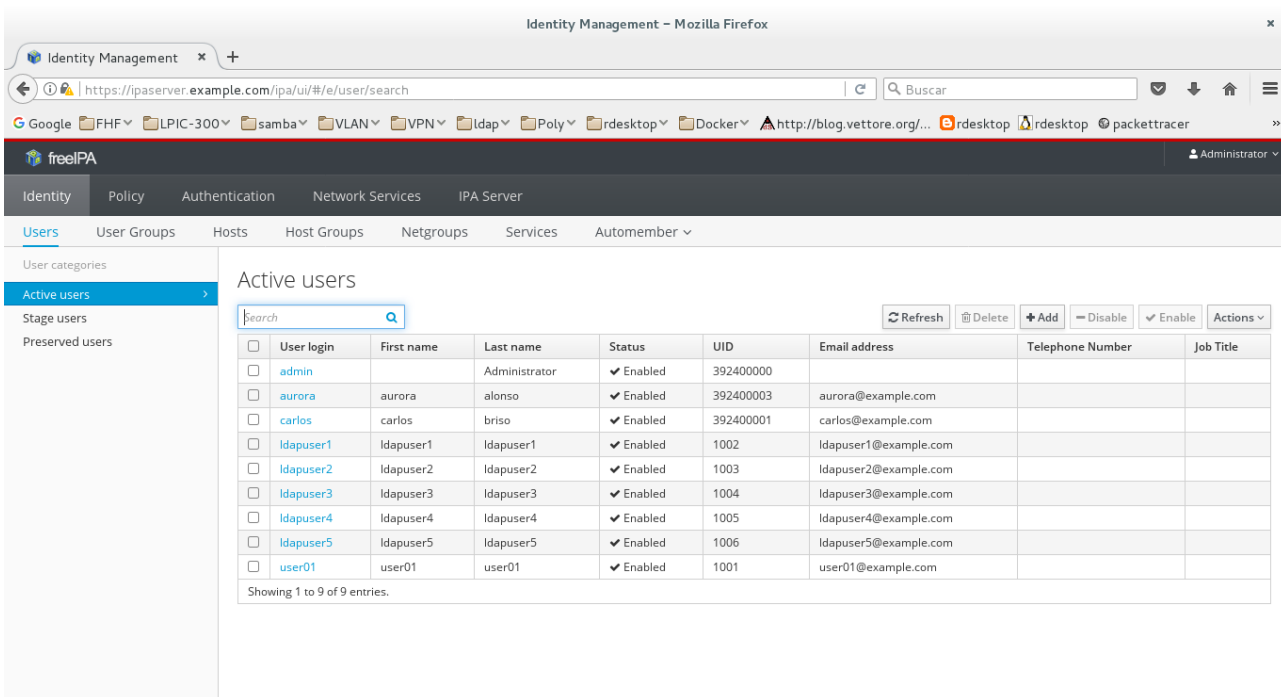 Identity Management - Mozilla Firefox
Identity Management
https://ipaserver.example.com/ipa/ui/#/e/user/search Buscar
Google FHF LPIC-300 samba VLAN VPN ldap Poly rdesktop Docker http://blog.vettore.org/... rdesktop rdesktop packettracer »
freeIPA Administrator
Identity Policy Authentication Network Services IPA Server
Users User Groups Hosts Host Groups Netgroups Services Automember
User categories
Active users
Stage users
Preserved users
Active users
Search Refresh Delete Add Disable Enable Actions
User login First name Last name Status UID Email address Telephone Number Job Title
admin Administrator Enabled 392400000
aurora aurora alonso Enabled 392400003 aurora@example.com
carlos carlos briso Enabled 392400001 carlos@example.com
ldapuser1 ldapuser1 ldapuser1 Enabled 1002 ldapuser1@example.com
ldapuser2 ldapuser2 ldapuser2 Enabled 1003 ldapuser2@example.com
ldapuser3 ldapuser3 ldapuser3 Enabled 1004 ldapuser3@example.com
ldapuser4 ldapuser4 ldapuser4 Enabled 1005 ldapuser4@example.com
ldapuser5 ldapuser5 ldapuser5 Enabled 1006 ldapuser5@example.com
user01 user01 user01 Enabled 1001 user01@example.com
Showing 1 to 9 of 9 entries.